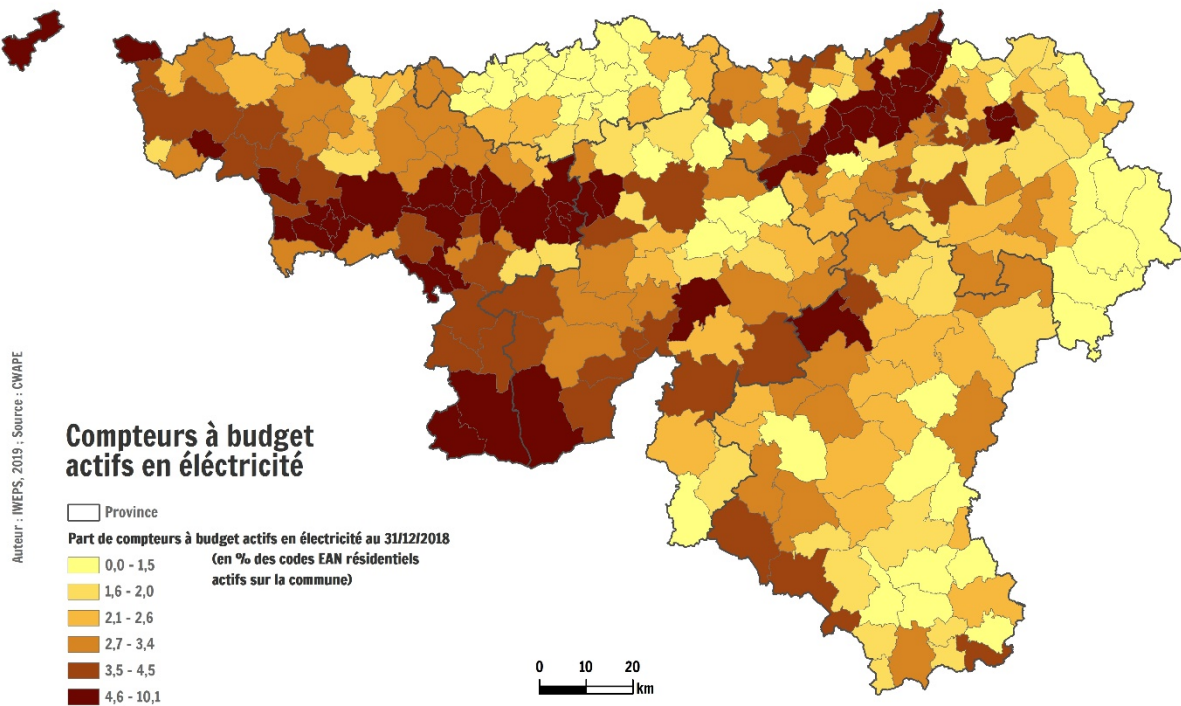 Compteurs à budget
actifs en éléctricité
Province
Part de compteurs à budget actifs en électricité au 31/12/2018
(en % des codes EAN résidentiels
actifs sur la commune)
0,0 - 1,5
1,6 - 2,0
2,1 - 2,6
2,7 - 3,4
3,5 - 4,5
4,6 - 10,1
0 10 20
km
Auteur : IWEPS, 2019 ; Source : CWAPE